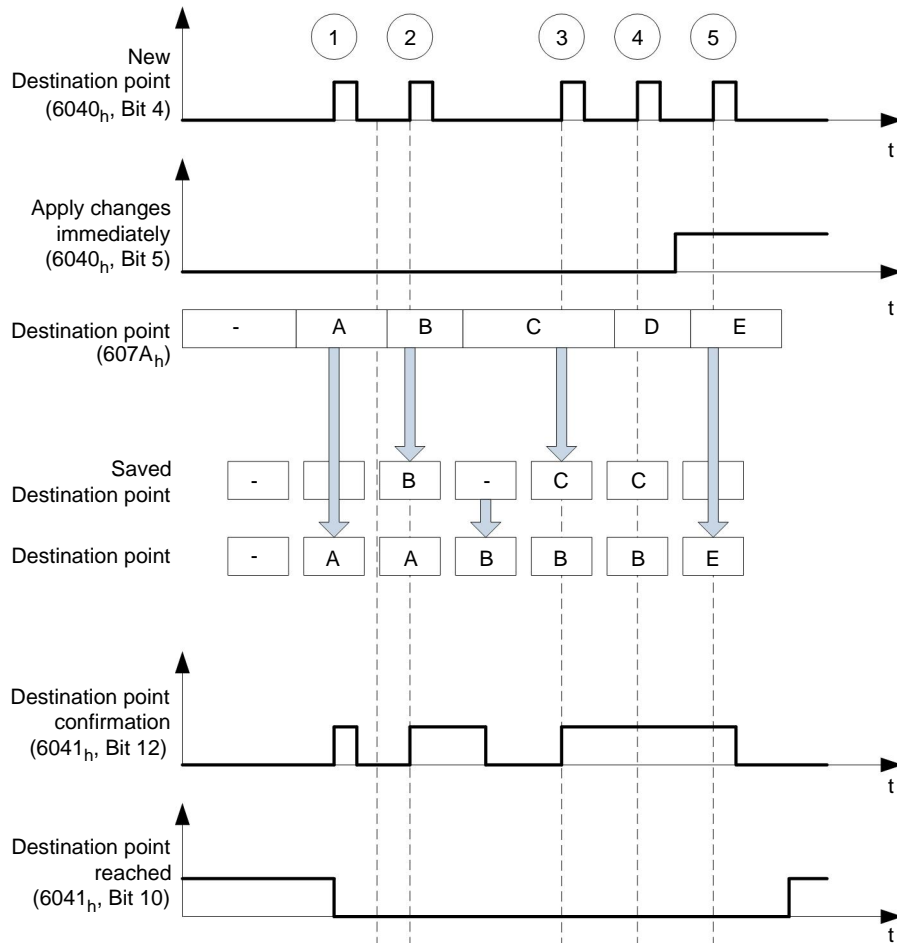 1 2 3 4 5
New
Destination point
(6040h, Bit 4)
t
Apply changes
immediately
(6040h, Bit 5)
t
Destination point
(607Ah)
- A B C D E
Saved
Destination point
- B - C C
Destination point
- A A B B B E
Destination point
confirmation
(6041h, Bit 12)
t
Destination point
reached
(6041h, Bit 10)
t